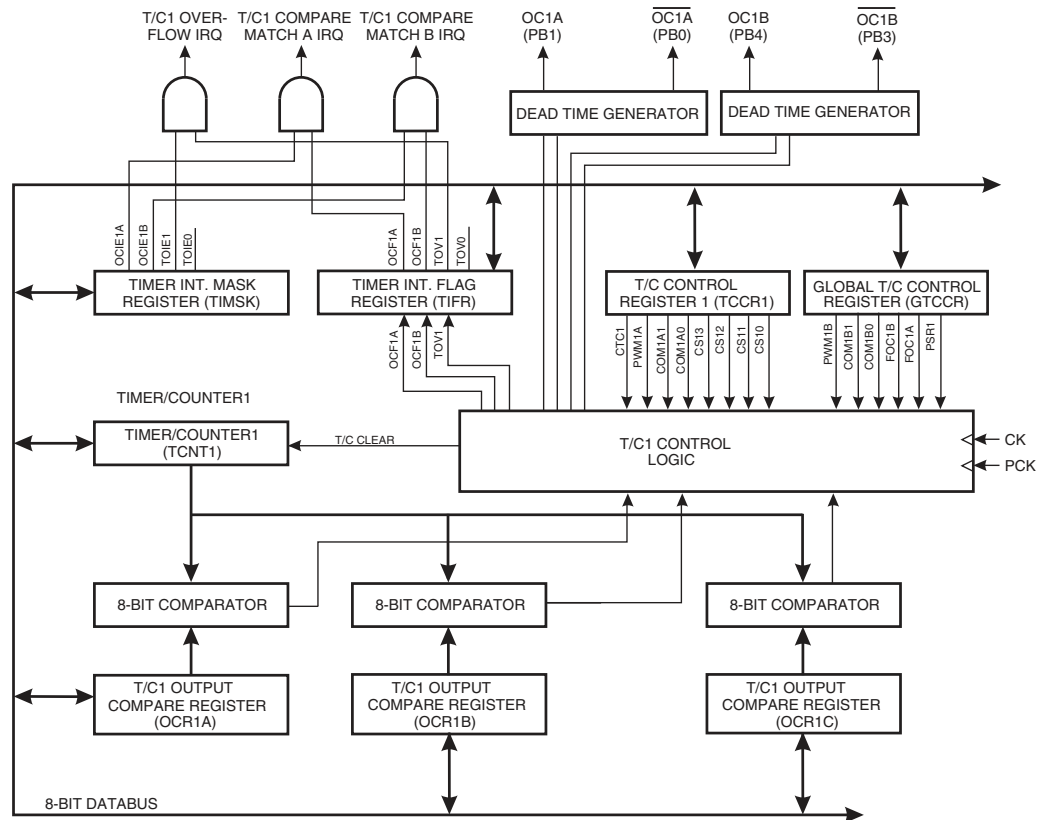 T/C1 OVER-
FLOW IRQ
T/C1 COMPARE
MATCH A IRQ
T/C1 COMPARE
MATCH B IRQ
OC1A
(PB1)
OC1A
(PB0)
OC1B
(PB4)
OC1B
(PB3)
DEAD TIME GENERATOR
DEAD TIME GENERATOR
OCIE1A
OCIE1B
TOIE1
TOIE0
OCF1A
OCF1B
TOV1
TOV0
TIMER INT. MASK
REGISTER (TIMSK)
TIMER INT. FLAG
REGISTER (TIFR)
T/C CONTROL
REGISTER 1 (TCCR1)
GLOBAL T/C CONTROL
REGISTER (GTCCR)
OCF1A
OCF1B
TOV1
CTC1
PWM1A
COM1A1
COM1A0
CS13
CS12
CS11
CS10
PWM1B
COM1B1
COM1B0
FOC1B
FOC1A
PSR1
TIMER/COUNTER1
TIMER/COUNTER1
(TCNT1)
T/C CLEAR
T/C1 CONTROL
LOGIC
CK
PCK
8-BIT COMPARATOR
8-BIT COMPARATOR
8-BIT COMPARATOR
T/C1 OUTPUT
COMPARE REGISTER
(OCR1A)
T/C1 OUTPUT
COMPARE REGISTER
(OCR1B)
T/C1 OUTPUT
COMPARE REGISTER
(OCR1C)
8-BIT DATABUS